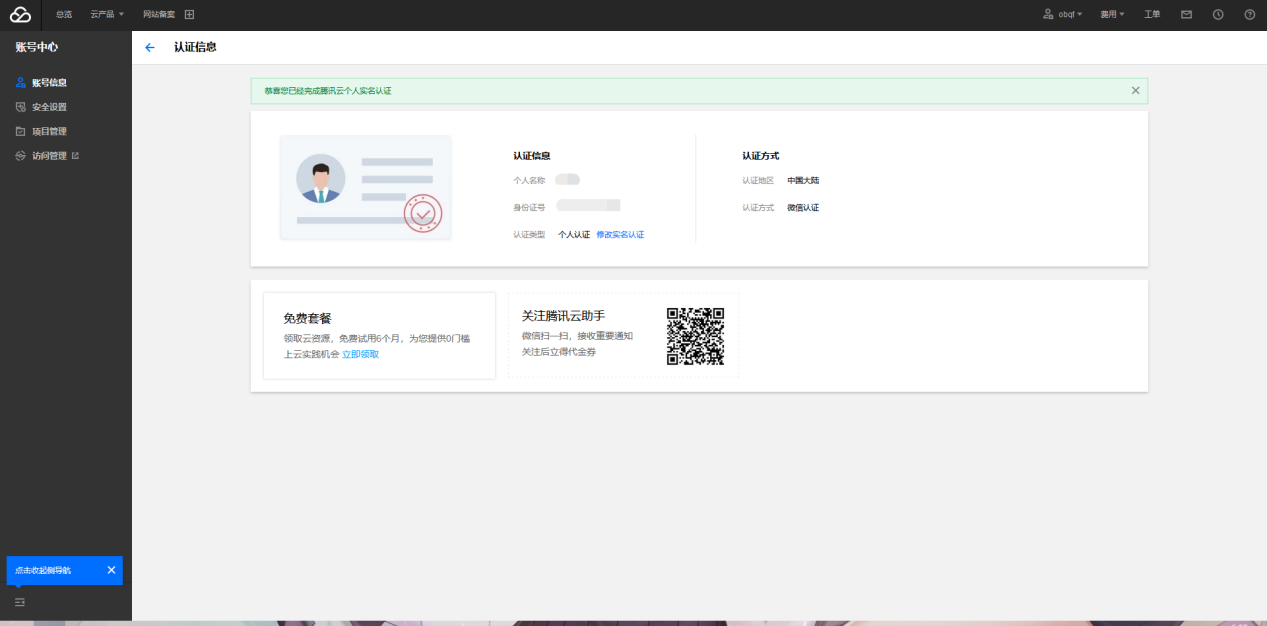 总览 云产品 网站备案 obqf 费用 工单
账号中心
认证信息
账号信息
安全设置
项目管理
访问管理
恭喜您已经完成腾讯云个人实名认证
认证信息
个人名称
身份证号
认证类型 个人认证 修改实名认证
认证方式
认证地区 中国大陆
认证方式 微信认证
免费套餐
领取云资源，免费试用6个月，为您提供0门槛
上云实践机会 立即领取
关注腾讯云助手
微信扫一扫，接收重要通知
关注后立得代金券
点击收起侧导航